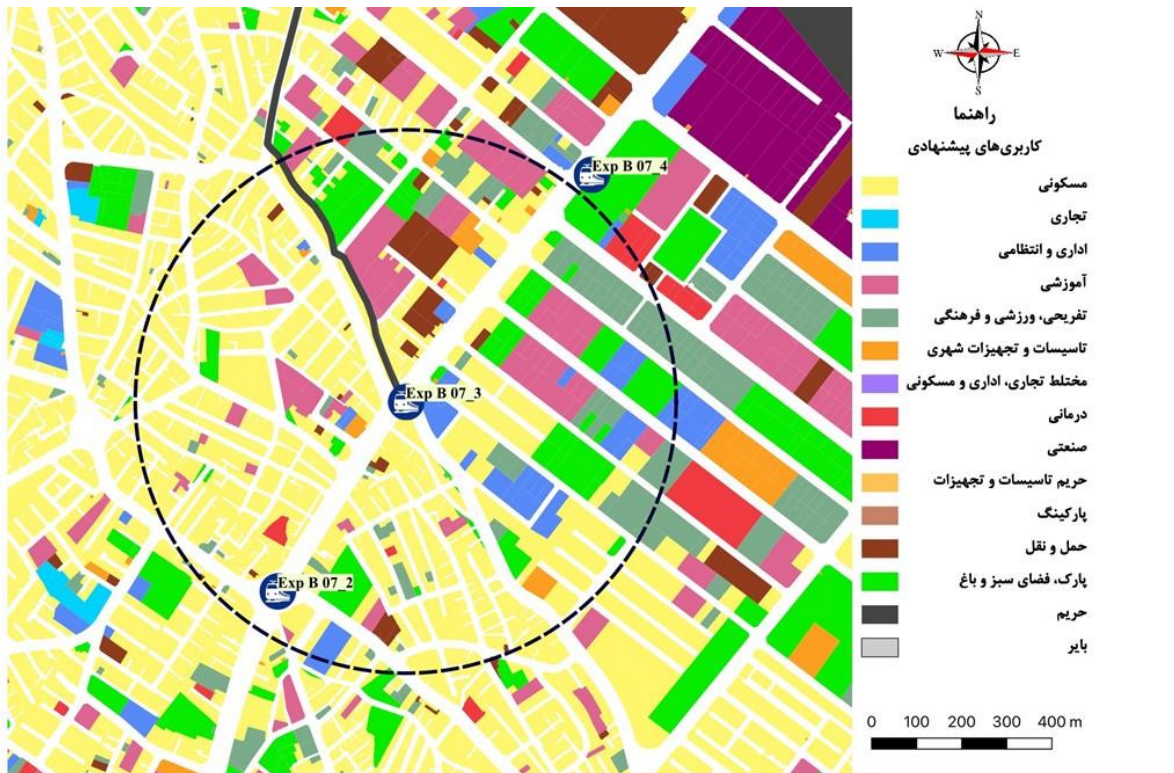 Exp B 07_4
Exp B 07_3
Exp B 07_2
N
W E
S
راهنما
کاربری‌های پیشنهادی
مسکونی
تجاری
اداری و انتظامی
آموزشی
تفریحی، ورزشی و فرهنگی
تاسیسات و تجهیزات شهری
مختلط تجاری، اداری و مسکونی
درمانی
صنعتی
حریم تاسیسات و تجهیزات
پارکینگ
حمل و نقل
پارک، فضای سبز و باغ
حریم
بایر
0 100 200 300 400 m